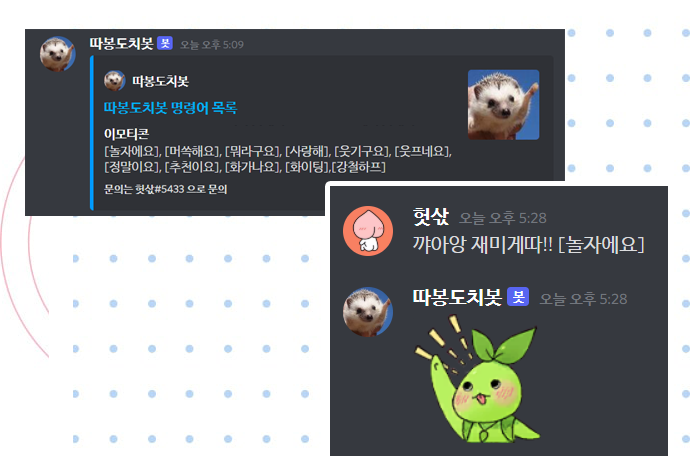 따봉도치봇 봇 오늘 오후 5:09
따봉도치봇
따봉도치봇 명령어 목록
이모티콘
[놀자에요], [머쓱해요], [뭐라구요], [사랑해], [웃기구요], [웃프네요],
[정말이요], [추천이요], [화가나요], [화이팅],[강철하프]
문의는 헛삯#5433 으로 문의
헛삯 오늘 오후 5:28
꺄아앙 재미게따!! [놀자에요]
따봉도치봇 봇 오늘 오후 5:28